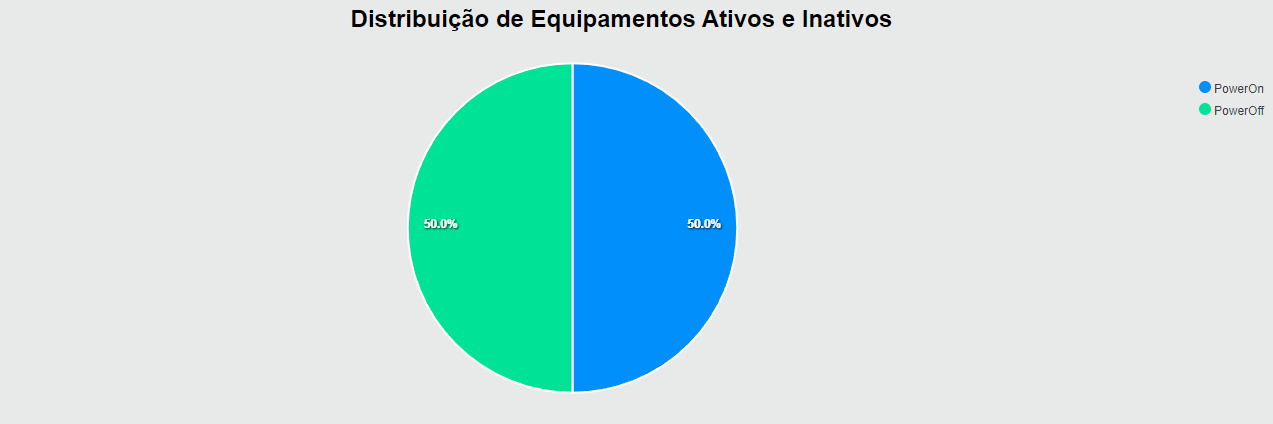 Distribuição de Equipamentos Ativos e Inativos
PowerOn
PowerOff
50.0%
50.0%